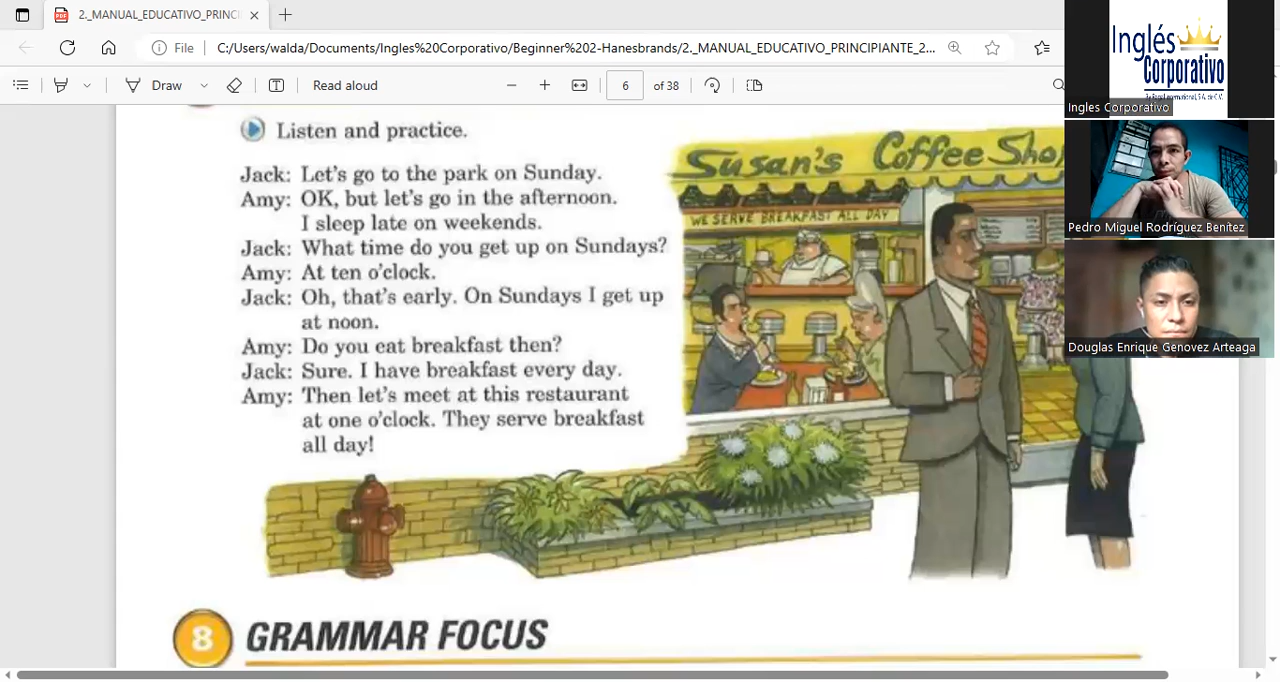 2._MANUAL_EDUCATIVO_PRINCI
File
C:/Users/walda/Documents/Ingles%20Corporativo/Beginner%202-Hanesbrands/2._MANUAL_EDUCATIVO_PRINCIPIANTE_2...
Draw
Read aloud
6 of 38
Listen and practice.
Jack: Let's go to the park on Sunday.
Amy: OK, but let's go in the afternoon.
I sleep late on weekends.
Jack: What time do you get up on Sundays?
Amy: At ten o'clock.
Jack: Oh, that's early. On Sundays I get up
at noon.
Amy: Do you eat breakfast then?
Jack: Sure. I have breakfast every day.
Amy: Then let's meet at this restaurant
at one o'clock. They serve breakfast
all day!
Susan's Coffee Sho
WE SERVE BREAKFAST ALL DAY
8 GRAMMAR FOCUS
Inglés
Corporativo
Ingles Corporativo
Pedro Miguel Rodríguez Benítez
Douglas Enrique Genovez Arteaga